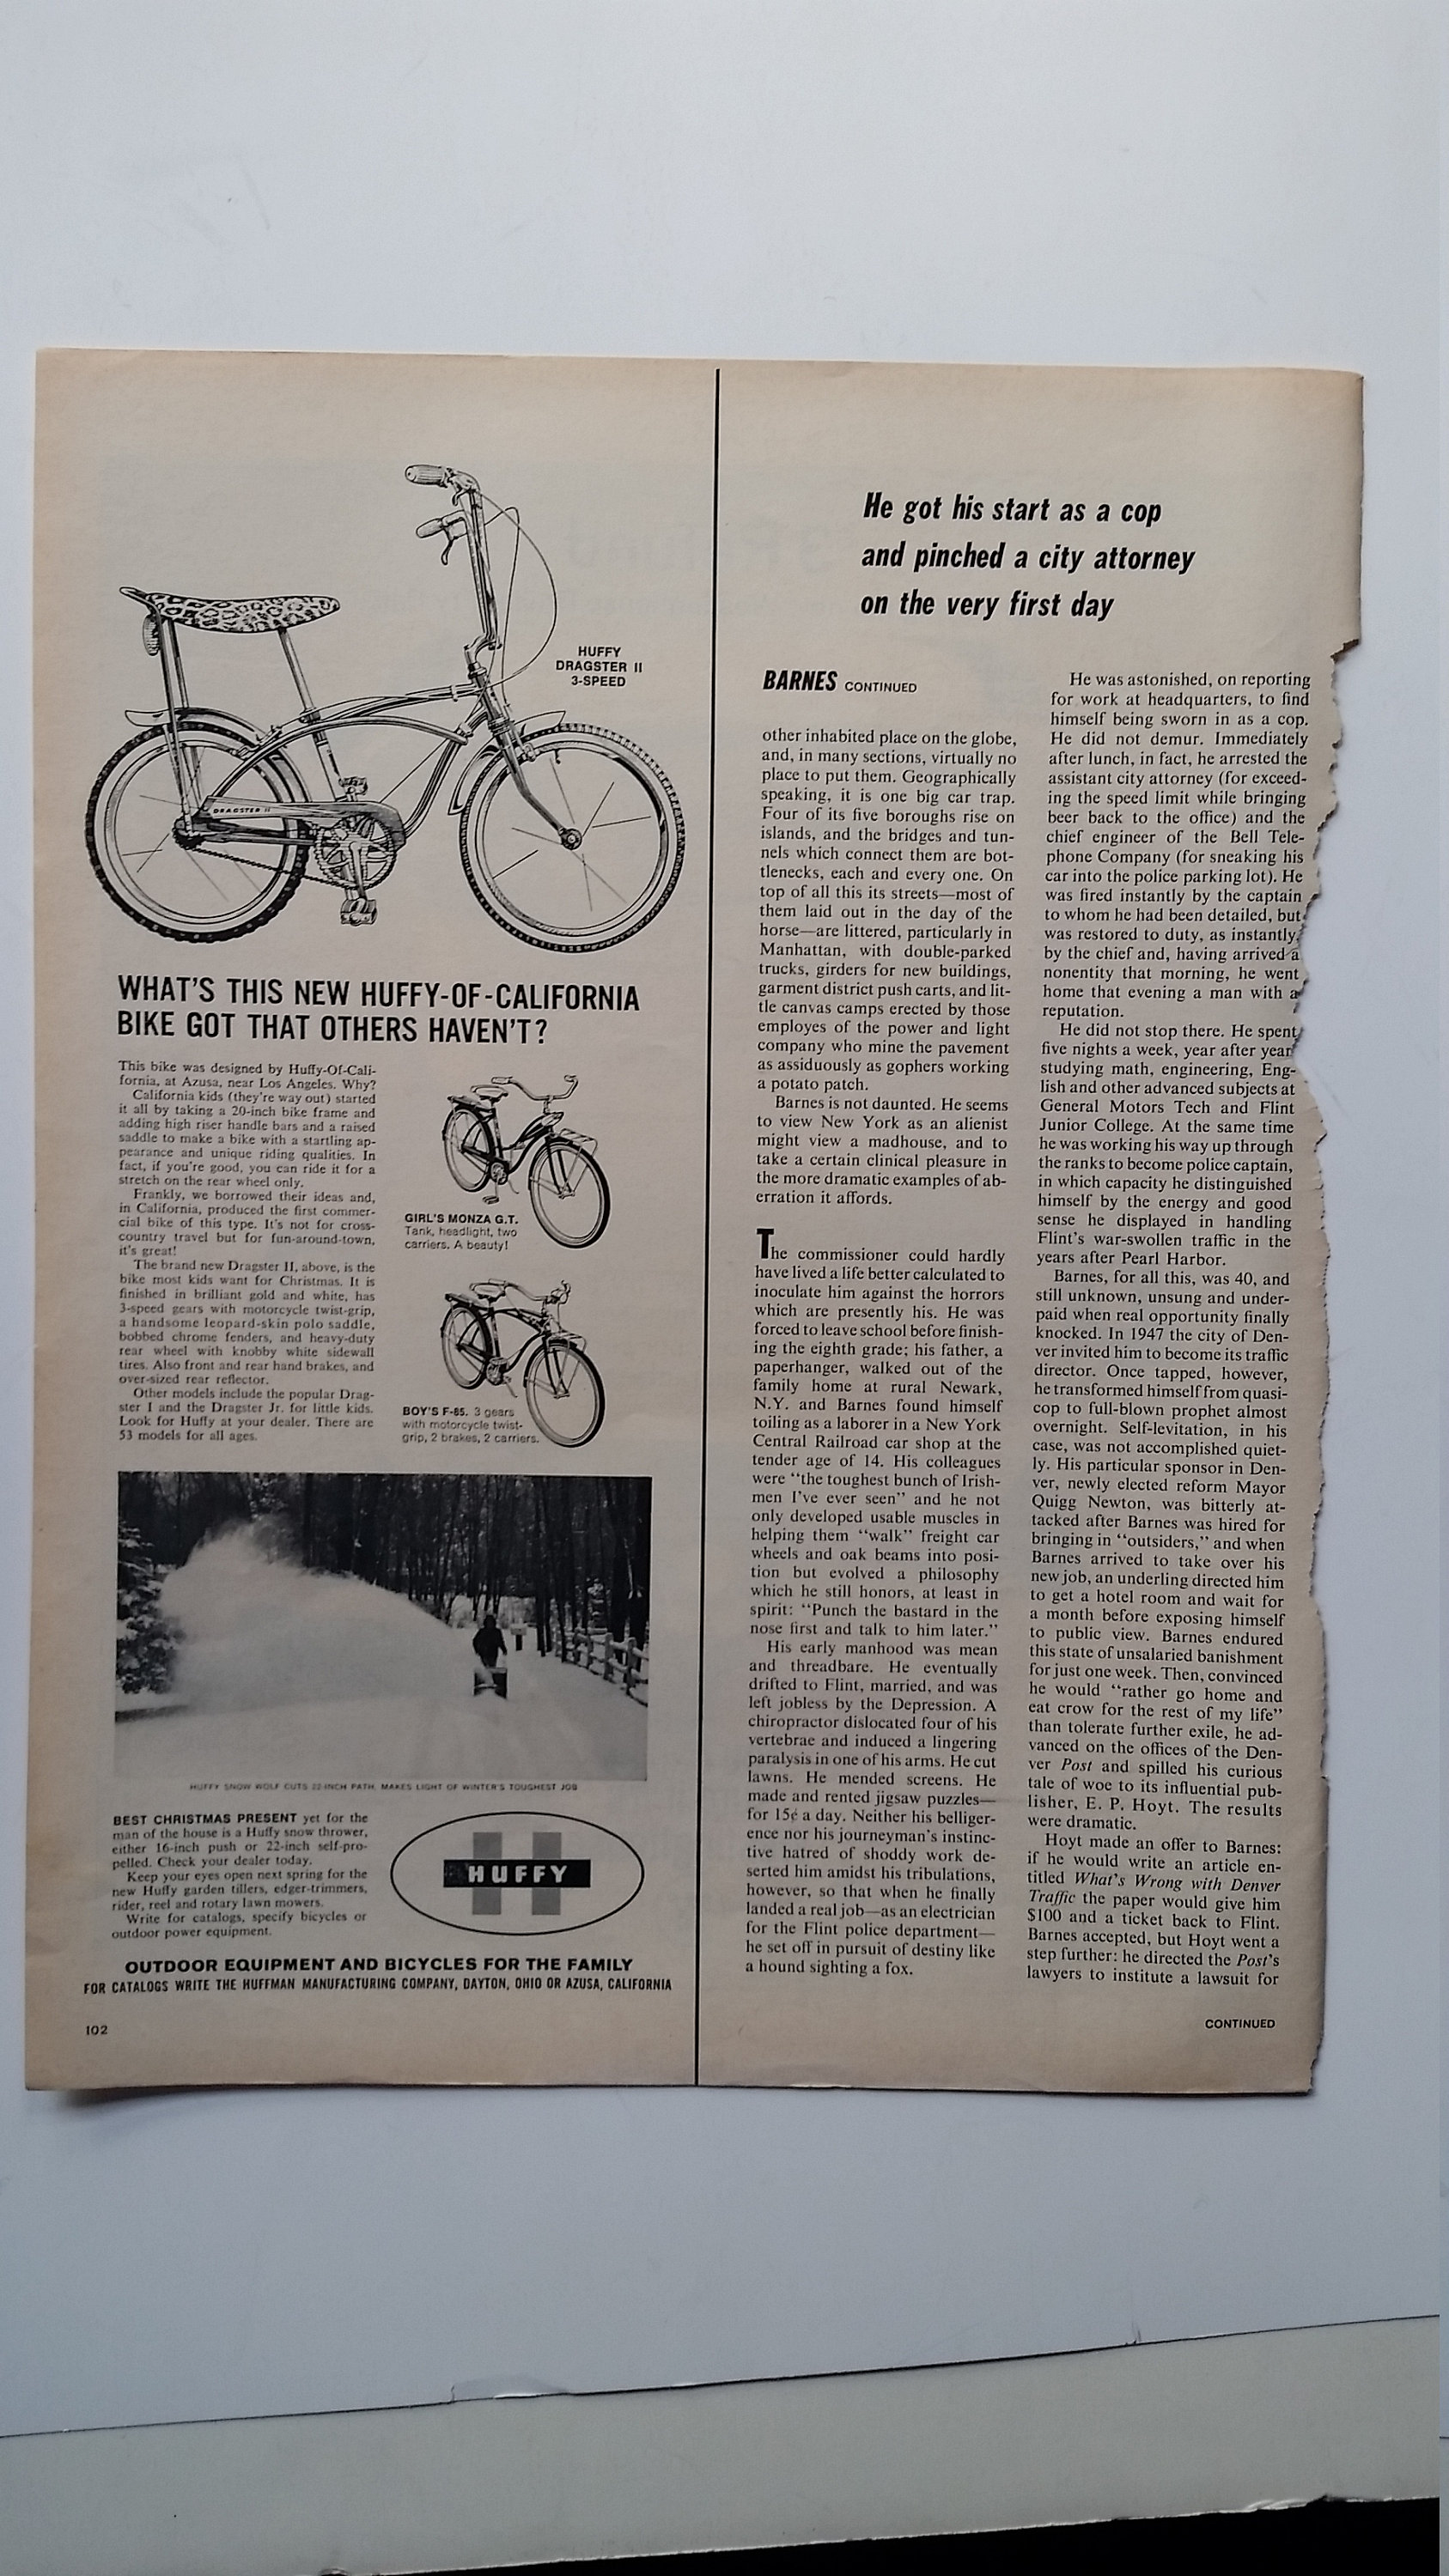 HUFFY
DRAGSTER II
3-SPEED
DRAGSTER II
WHAT'S THIS NEW HUFFY-OF-CALIFORNIA
BIKE GOT THAT OTHERS HAVEN'T?
This bike was designed by Huffy-Of-Cali-
fornia, at Azusa, near Los Angeles. Why?
California kids (they're way out) started
it all by taking a 20-inch bike frame and
adding high riser handle bars and a raised
saddle to make a bike with a startling ap-
pearance and unique riding qualities. In
fact, if you're good, you can ride it for a
stretch on the rear wheel only.
Frankly, we borrowed their ideas and,
in California, produced the first commer-
cial bike of this type. It's not for cross-
country travel but for fun-around-town,
it's great!
The brand new Dragster II, above, is the
bike most kids want for Christmas. It is
finished in brilliant gold and white, has
3-speed gears with motorcycle twist-grip,
a handsome leopard-skin polo saddle,
bobbed chrome fenders, and heavy-duty
rear wheel with knobby white sidewall
tires. Also front and rear hand brakes, and
over-sized rear reflector.
Other models include the popular Drag-
ster I and the Dragster Jr. for little kids.
Look for Huffy at your dealer. There are
53 models for all ages.
GIRL'S MONZA G.T.
Tank, headlight, two
carriers. A beauty!
BOY'S F-85. 3 gears
with motorcycle twist-
grip, 2 brakes, 2 carriers.
HUFFY SNOW WOLF CUTS 22-INCH PATH, MAKES LIGHT OF WINTER'S TOUGHEST JOB
BEST CHRISTMAS PRESENT yet for the
man of the house is a Huffy snow thrower,
either 16-inch push or 22-inch self-pro-
pelled. Check your dealer today.
Keep your eyes open next spring for the
new Huffy garden tillers, edger-trimmers,
rider, reel and rotary lawn mowers.
Write for catalogs, specify bicycles or
outdoor power equipment.
HUFFY
OUTDOOR EQUIPMENT AND BICYCLES FOR THE FAMILY
FOR CATALOGS WRITE THE HUFFMAN MANUFACTURING COMPANY, DAYTON, OHIO OR AZUSA, CALIFORNIA
102
He got his start as a cop
and pinched a city attorney
on the very first day
BARNES CONTINUED
other inhabited place on the globe,
and, in many sections, virtually no
place to put them. Geographically
speaking, it is one big car trap.
Four of its five boroughs rise on
islands, and the bridges and tun-
nels which connect them are bot-
tlenecks, each and every one. On
top of all this its streets—most of
them laid out in the day of the
horse—are littered, particularly in
Manhattan, with double-parked
trucks, girders for new buildings,
garment district push carts, and lit-
tle canvas camps erected by those
employes of the power and light
company who mine the pavement
as assiduously as gophers working
a potato patch.
Barnes is not daunted. He seems
to view New York as an alienist
might view a madhouse, and to
take a certain clinical pleasure in
the more dramatic examples of ab-
erration it affords.
The commissioner could hardly
have lived a life better calculated to
inoculate him against the horrors
which are presently his. He was
forced to leave school before finish-
ing the eighth grade; his father, a
paperhanger, walked out of the
family home at rural Newark,
N.Y. and Barnes found himself
toiling as a laborer in a New York
Central Railroad car shop at the
tender age of 14. His colleagues
were "the toughest bunch of Irish-
men I've ever seen" and he not
only developed usable muscles in
helping them "walk" freight car
wheels and oak beams into posi-
tion but evolved a philosophy
which he still honors, at least in
spirit: "Punch the bastard in the
nose first and talk to him later."
His early manhood was mean
and threadbare. He eventually
drifted to Flint, married, and was
left jobless by the Depression. A
chiropractor dislocated four of his
vertebrae and induced a lingering
paralysis in one of his arms. He cut
lawns. He mended screens. He
made and rented jigsaw puzzles—
for 15¢ a day. Neither his belliger-
ence nor his journeyman's instinc-
tive hatred of shoddy work de-
serted him amidst his tribulations,
however, so that when he finally
landed a real job—as an electrician
for the Flint police department—
he set off in pursuit of destiny like
a hound sighting a fox.
He was astonished, on reporting
for work at headquarters, to find
himself being sworn in as a cop.
He did not demur. Immediately
after lunch, in fact, he arrested the
assistant city attorney (for exceed-
ing the speed limit while bringing
beer back to the office) and the
chief engineer of the Bell Tele-
phone Company (for sneaking his
car into the police parking lot). He
was fired instantly by the captain
to whom he had been detailed, but
was restored to duty, as instantly,
by the chief and, having arrived a
nonentity that morning, he went
home that evening a man with a
reputation.
He did not stop there. He spent
five nights a week, year after year
studying math, engineering, Eng-
lish and other advanced subjects at
General Motors Tech and Flint
Junior College. At the same time
he was working his way up through
the ranks to become police captain,
in which capacity he distinguished
himself by the energy and good
sense he displayed in handling
Flint's war-swollen traffic in the
years after Pearl Harbor.
Barnes, for all this, was 40, and
still unknown, unsung and under-
paid when real opportunity finally
knocked. In 1947 the city of Den-
ver invited him to become its traffic
director. Once tapped, however,
he transformed himself from quasi-
cop to full-blown prophet almost
overnight. Self-levitation, in his
case, was not accomplished quiet-
ly. His particular sponsor in Den-
ver, newly elected reform Mayor
Quigg Newton, was bitterly at-
tacked after Barnes was hired for
bringing in "outsiders," and when
Barnes arrived to take over his
new job, an underling directed him
to get a hotel room and wait for
a month before exposing himself
to public view. Barnes endured
this state of unsalaried banishment
for just one week. Then, convinced
he would "rather go home and
eat crow for the rest of my life"
than tolerate further exile, he ad-
vanced on the offices of the Den-
ver Post and spilled his curious
tale of woe to its influential pub-
lisher, E. P. Hoyt. The results
were dramatic.
Hoyt made an offer to Barnes:
if he would write an article en-
titled What's Wrong with Denver
Traffic the paper would give him
$100 and a ticket back to Flint.
Barnes accepted, but Hoyt went a
step further: he directed the Post's
lawyers to institute a lawsuit for
CONTINUED